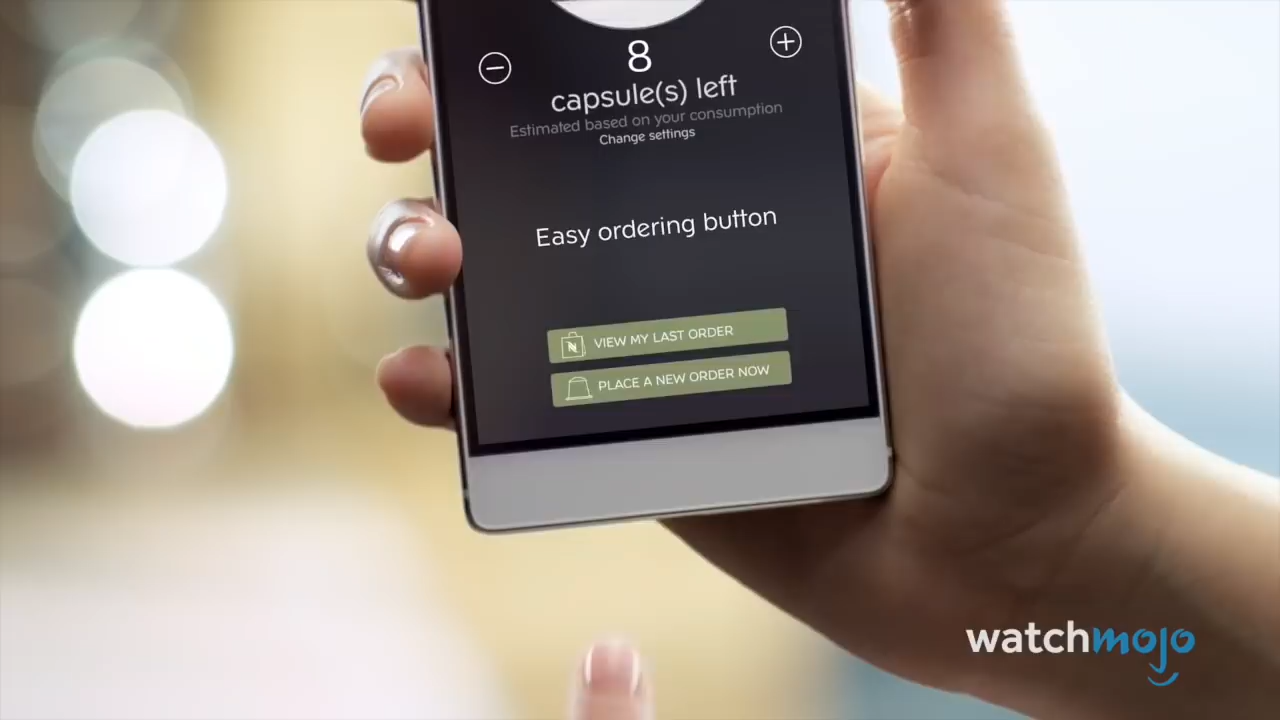 8
capsule(s) left
Estimated based on your consumption
Change settings
Easy ordering button
VIEW MY LAST ORDER
PLACE A NEW ORDER NOW
watchmojo